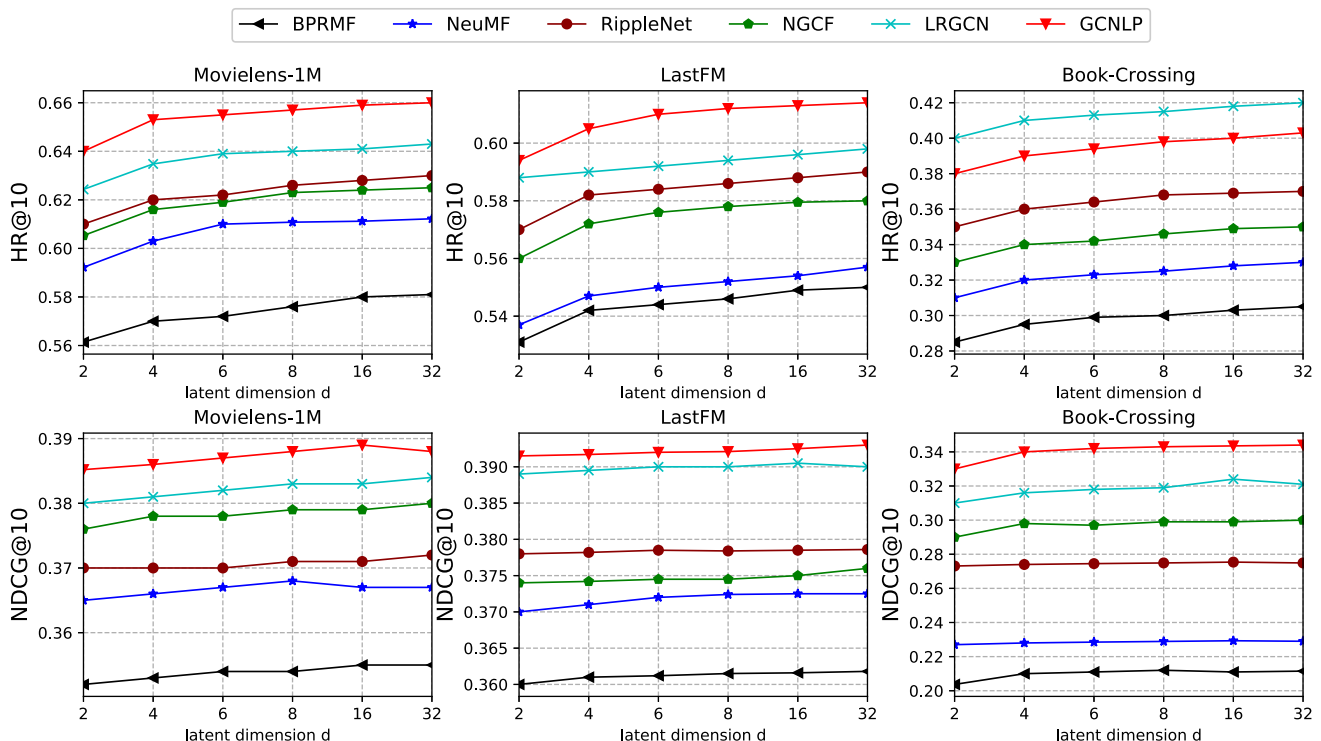 BPRMF NeuMF RippleNet NGCF LRGCN GCNLP
Movielens-1M
HR@10
0.66
0.64
0.62
0.60
0.58
0.56
2 4 6 8 16 32
latent dimension d
LastFM
HR@10
0.60
0.58
0.56
0.54
2 4 6 8 16 32
latent dimension d
Book-Crossing
HR@10
0.42
0.40
0.38
0.36
0.34
0.32
0.30
0.28
2 4 6 8 16 32
latent dimension d
Movielens-1M
NDCG@10
0.39
0.38
0.37
0.36
2 4 6 8 16 32
latent dimension d
LastFM
NDCG@10
0.390
0.385
0.380
0.375
0.370
0.365
0.360
2 4 6 8 16 32
latent dimension d
Book-Crossing
NDCG@10
0.34
0.32
0.30
0.28
0.26
0.24
0.22
0.20
2 4 6 8 16 32
latent dimension d